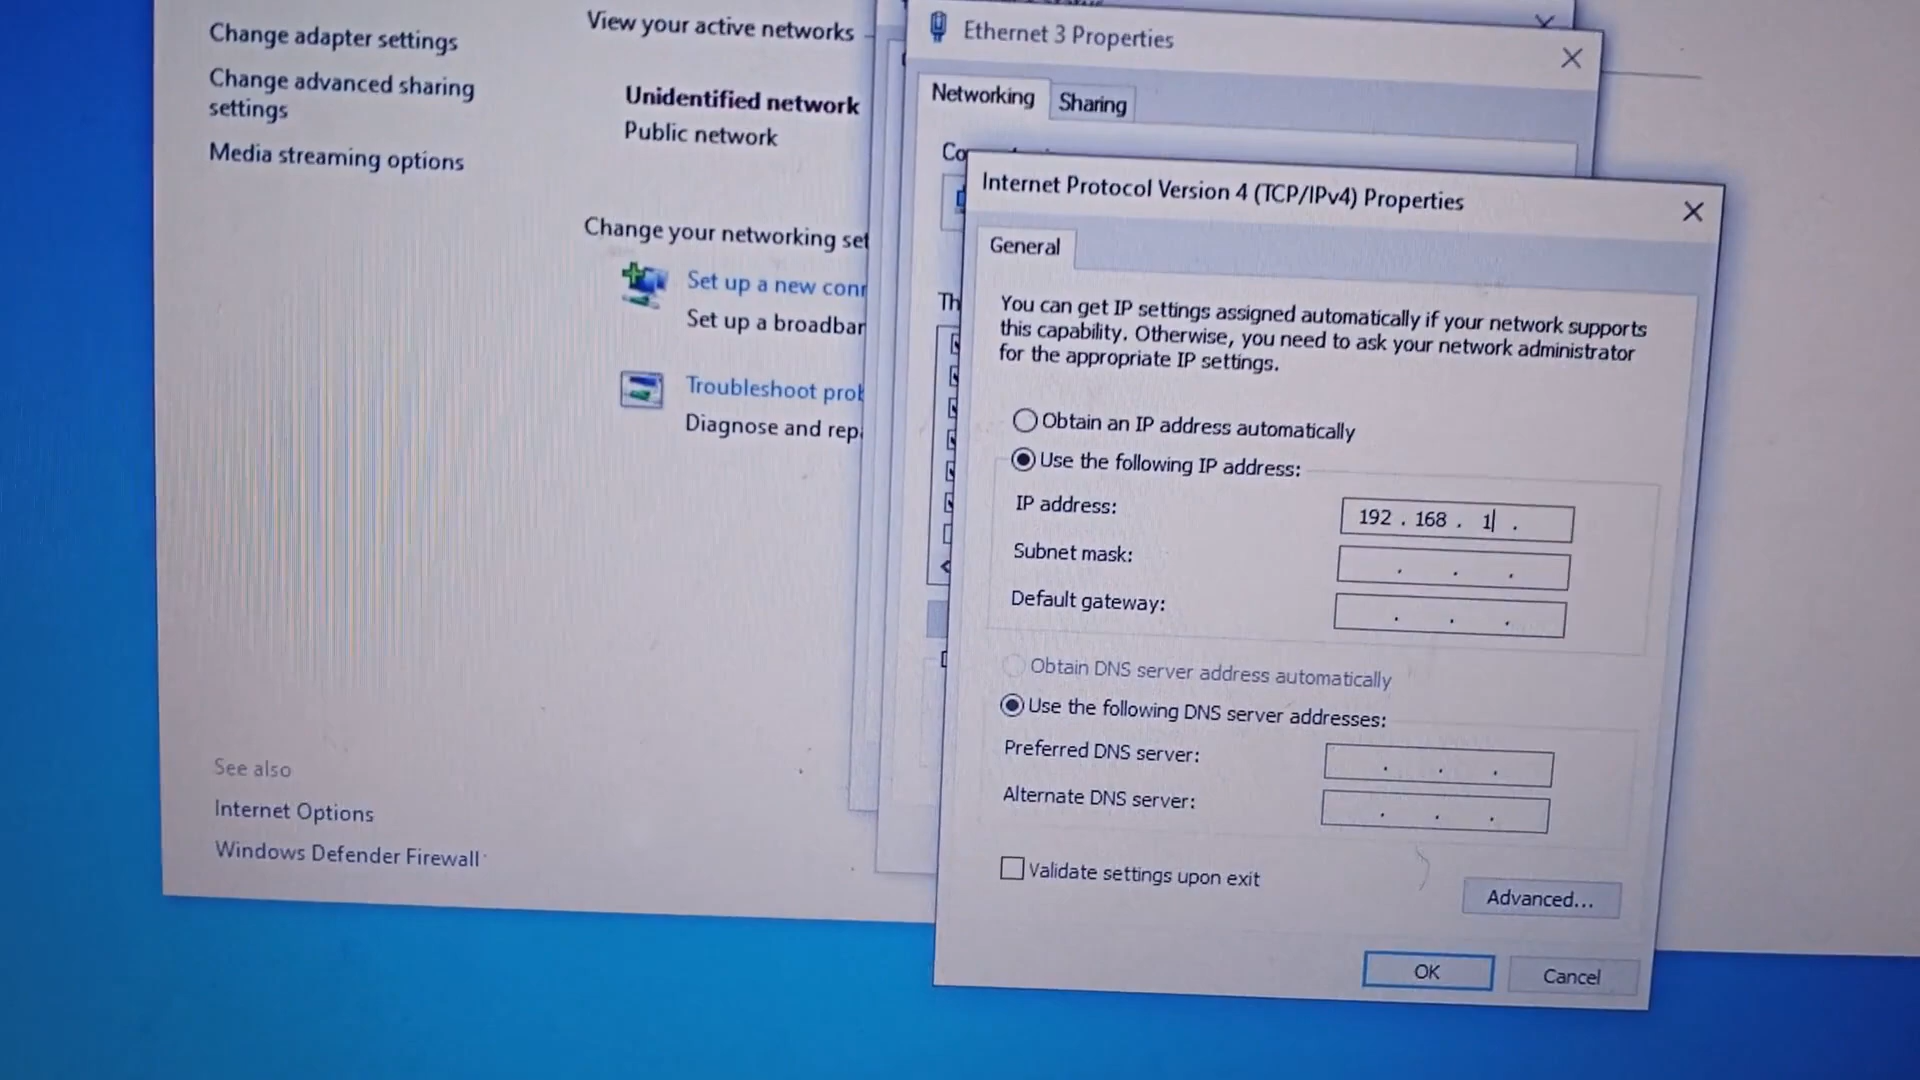 Change adapter settings
Change advanced sharing
settings
Media streaming options
View your active networks
Unidentified network
Public network
Change your networking set
Set up a new conn
Set up a broadban
Troubleshoot prob
Diagnose and repa
See also
Internet Options
Windows Defender Firewall
Ethernet 3 Properties
Networking
Sharing
Internet Protocol Version 4 (TCP/IPv4) Properties
General
You can get IP settings assigned automatically if your network supports
this capability. Otherwise, you need to ask your network administrator
for the appropriate IP settings.
Obtain an IP address automatically
Use the following IP address:
IP address:
192 . 168 . 1 .
Subnet mask:
. . .
Default gateway:
. . .
Obtain DNS server address automatically
Use the following DNS server addresses:
Preferred DNS server:
. . .
Alternate DNS server:
. . .
Validate settings upon exit
Advanced...
OK
Cancel